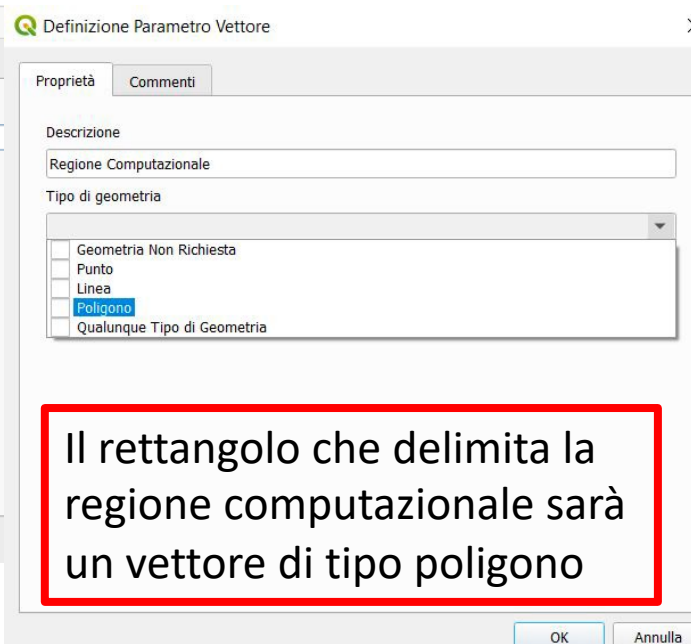 Definizione Parametro Vettore
Proprietà
Commenti
Descrizione
Regione Computazionale
Tipo di geometria
Geometria Non Richiesta
Punto
Linea
Poligono
Qualunque Tipo di Geometria
Il rettangolo che delimita la
regione computazionale sarà
un vettore di tipo poligono
OK
Annulla